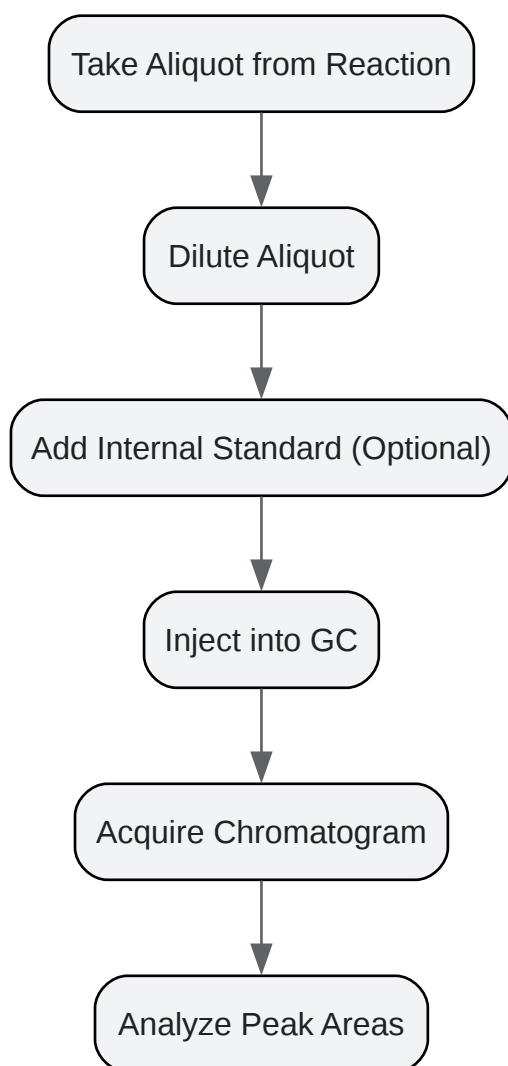 Take Aliquot from Reaction
Dilute Aliquot
Add Internal Standard (Optional)
Inject into GC
Acquire Chromatogram
Analyze Peak Areas